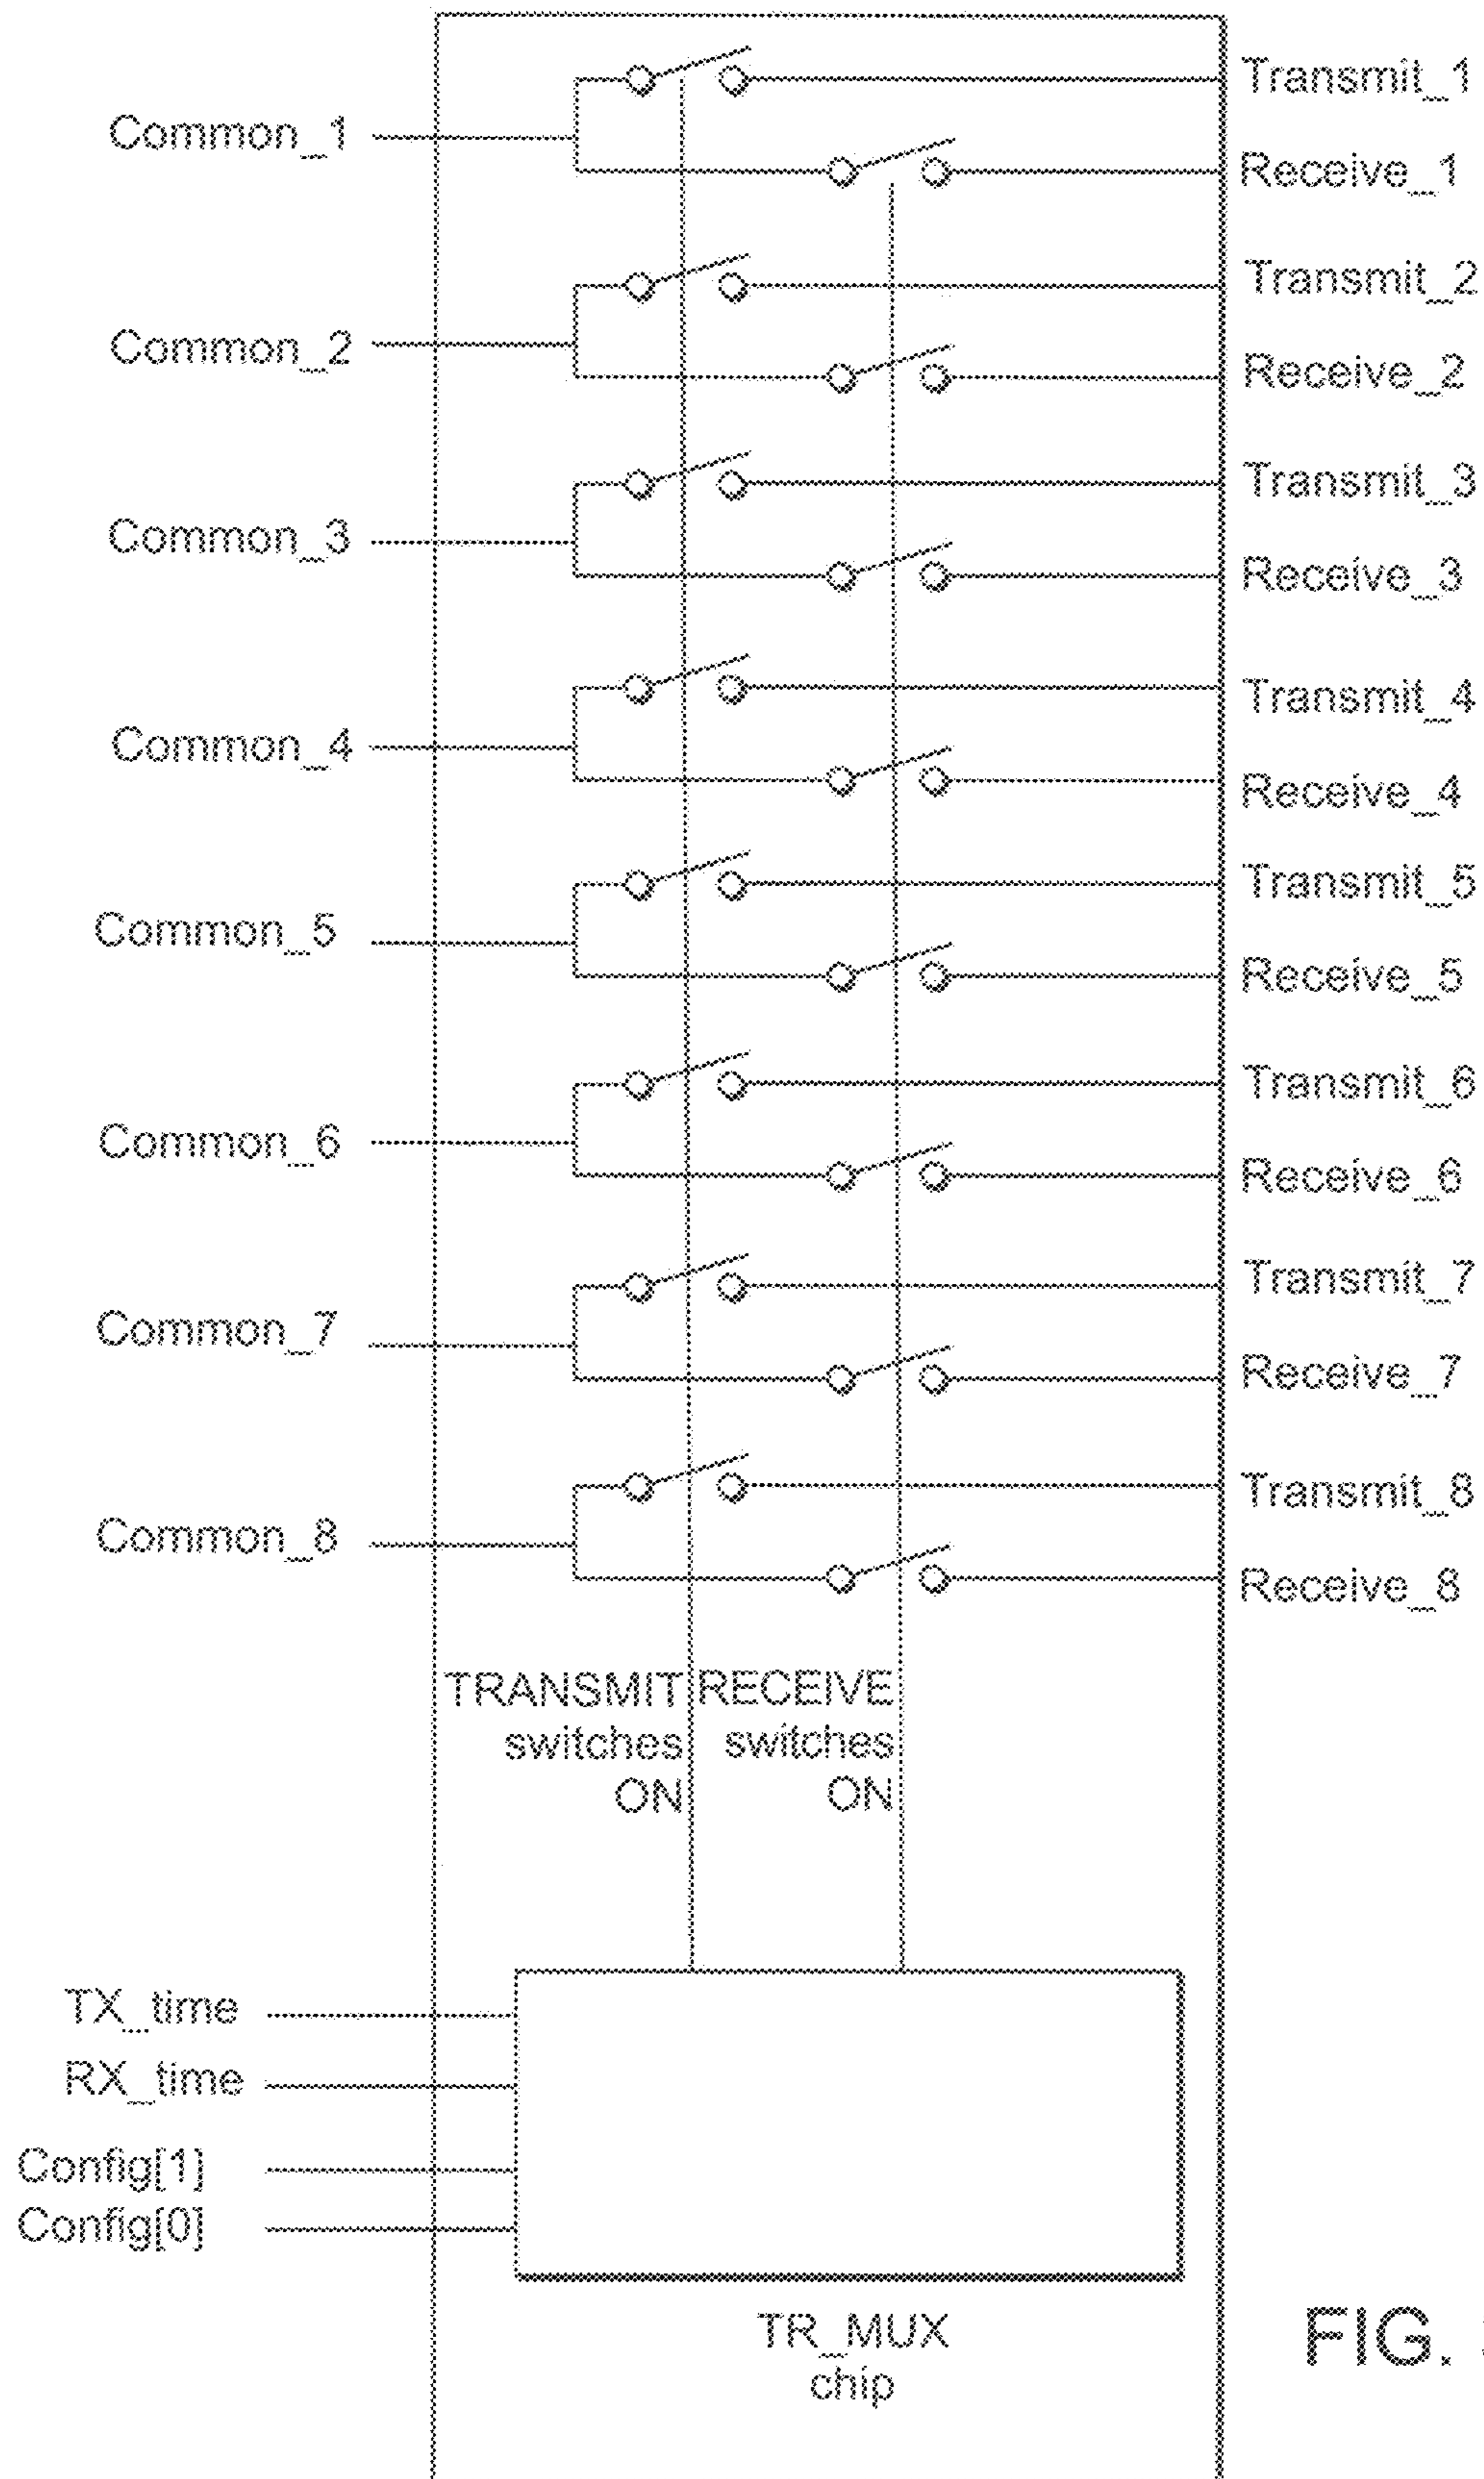 Transmit_1
Common_1
Receive_1
Transmit_2
Common_2
Receive_2
Transmit_3
Common_3
Receive_3
Transmit_4
Common_4
Receive_4
Transmit_5
Common_5
Receive_5
Transmit_6
Common_6
Receive_6
Transmit_7
Common_7
Receive_7
Transmit_8
Common_8
Receive_8
TRANSMIT
switches
ON
RECEIVE
switches
ON
TX_time
RX_time
Config[1]
Config[0]
TR_MUX
chip
FIG.